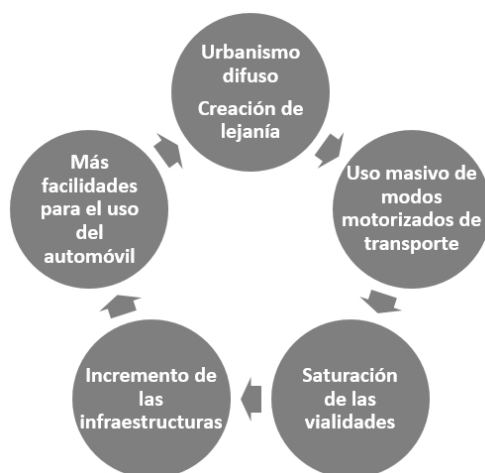 Urbanismo
difuso
Creación de
lejanía
Uso masivo de
modos
motorizados de
transporte
Saturación
de las
vialidades
Incremento de
las
infraestructuras
Más
facilidades
para el uso
del
automóvil